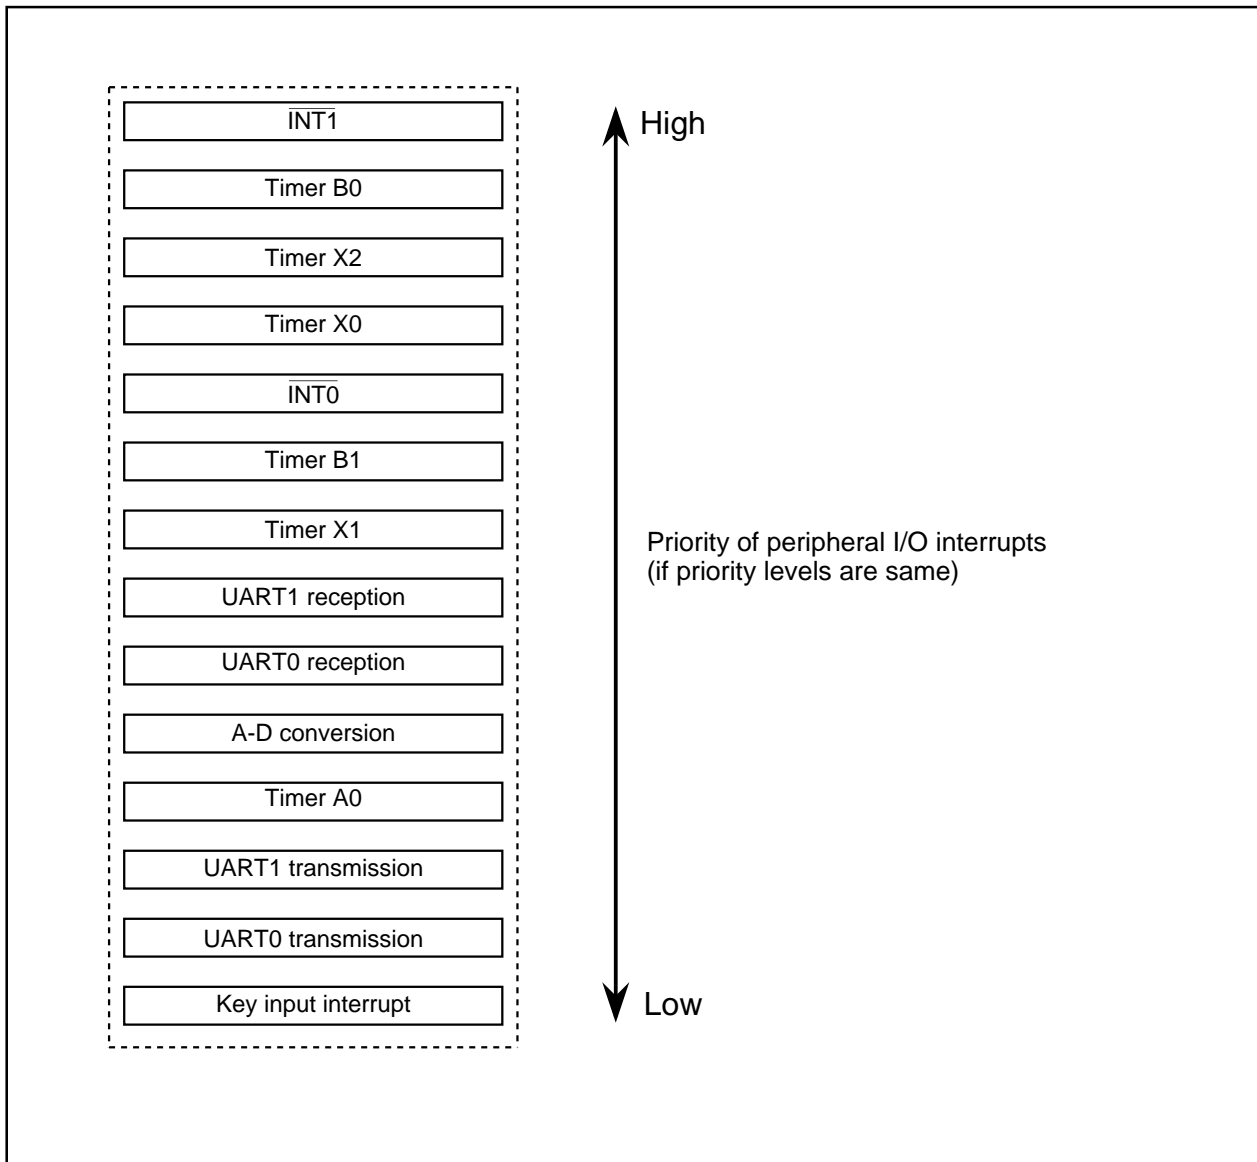 INT1
High
Timer B0
Timer X2
Timer X0
INT0
Timer B1
Timer X1
Priority of peripheral I/O interrupts
(if priority levels are same)
UART1 reception
UART0 reception
A-D conversion
Timer A0
UART1 transmission
UART0 transmission
Key input interrupt
Low